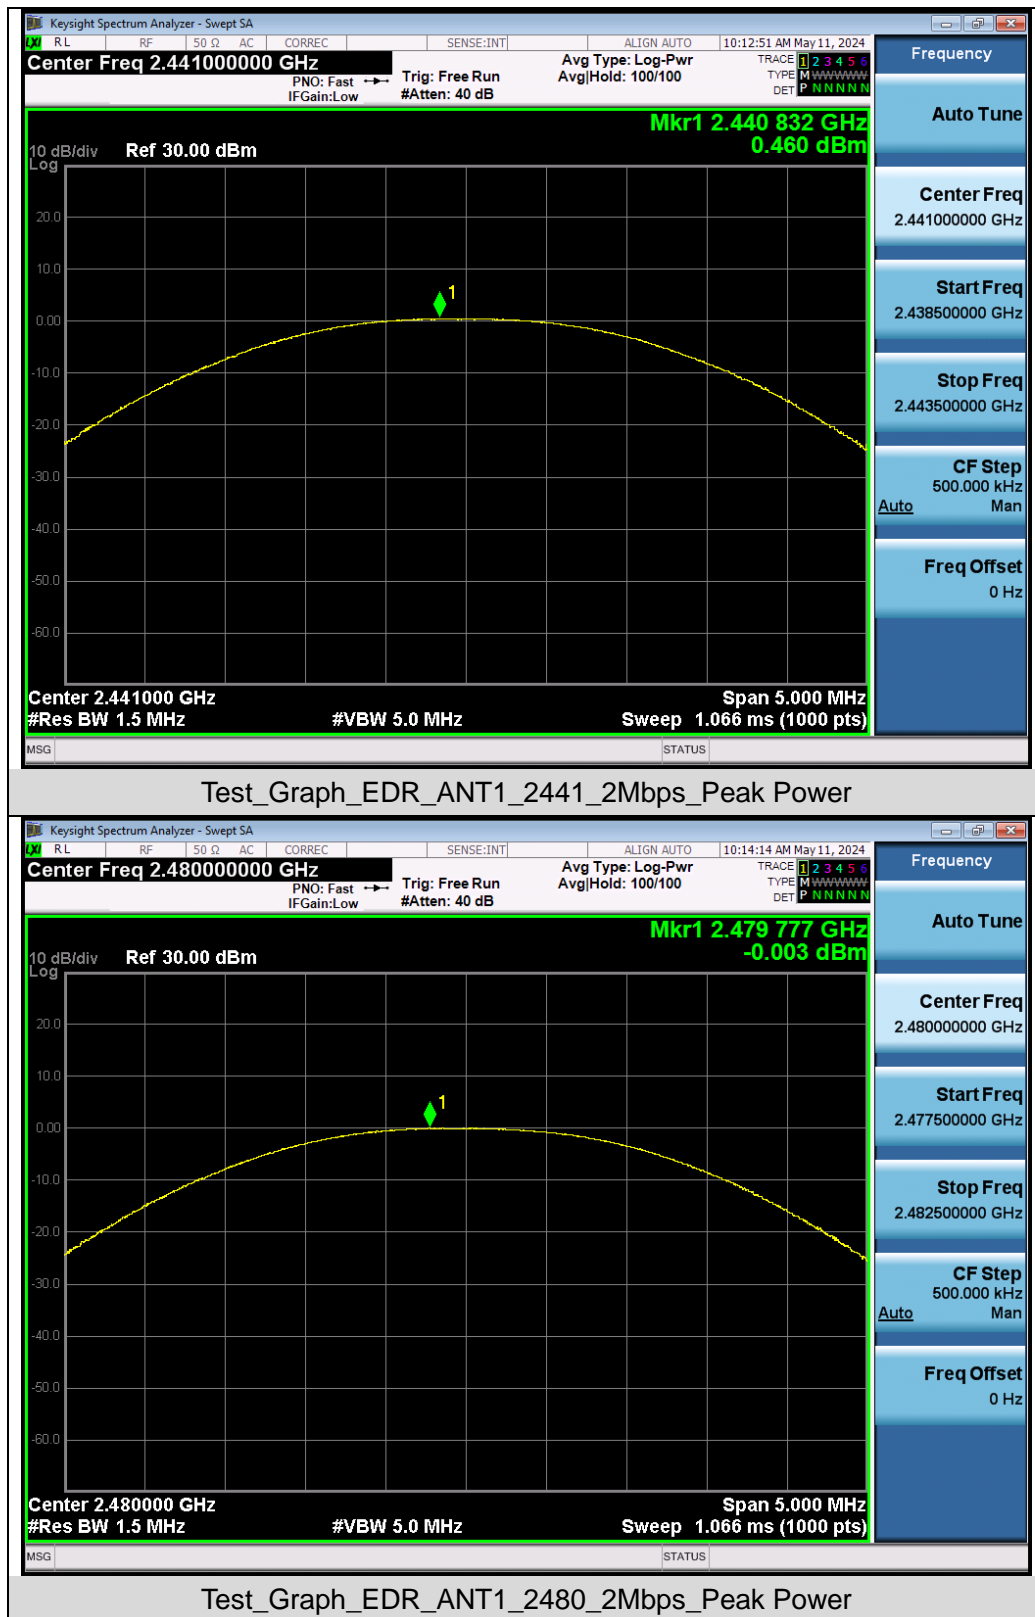 Keysight Spectrum Analyzer - Swept SA
LXI RL RF 50 Ω AC CORREC SENSE:INT ALIGN AUTO 10:12:51 AM May 11, 2024
Center Freq 2.441000000 GHz
PNO: Fast
IFGain:Low
Trig: Free Run
#Atten: 40 dB
Avg Type: Log-Pwr
Avg|Hold: 100/100
TRACE 1 2 3 4 5 6
TYPE M WWWWW
DET P N N N N N
Mkr1 2.440 832 GHz
0.460 dBm
10 dB/div Ref 30.00 dBm
Log
20.0
10.0
0.00
-10.0
-20.0
-30.0
-40.0
-50.0
-60.0
Center 2.441000 GHz Span 5.000 MHz
#Res BW 1.5 MHz #VBW 5.0 MHz Sweep 1.066 ms (1000 pts)
MSG STATUS
Frequency
Auto Tune
Center Freq
2.441000000 GHz
Start Freq
2.438500000 GHz
Stop Freq
2.443500000 GHz
CF Step
500.000 kHz
Auto Man
Freq Offset
0 Hz
Test_Graph_EDR_ANT1_2441_2Mbps_Peak Power
Keysight Spectrum Analyzer - Swept SA
LXI RL RF 50 Ω AC CORREC SENSE:INT ALIGN AUTO 10:14:14 AM May 11, 2024
Center Freq 2.480000000 GHz
PNO: Fast
IFGain:Low
Trig: Free Run
#Atten: 40 dB
Avg Type: Log-Pwr
Avg|Hold: 100/100
TRACE 1 2 3 4 5 6
TYPE M WWWWW
DET P N N N N N
Mkr1 2.479 777 GHz
-0.003 dBm
10 dB/div Ref 30.00 dBm
Log
20.0
10.0
0.00
-10.0
-20.0
-30.0
-40.0
-50.0
-60.0
Center 2.480000 GHz Span 5.000 MHz
#Res BW 1.5 MHz #VBW 5.0 MHz Sweep 1.066 ms (1000 pts)
MSG STATUS
Frequency
Auto Tune
Center Freq
2.480000000 GHz
Start Freq
2.477500000 GHz
Stop Freq
2.482500000 GHz
CF Step
500.000 kHz
Auto Man
Freq Offset
0 Hz
Test_Graph_EDR_ANT1_2480_2Mbps_Peak Power